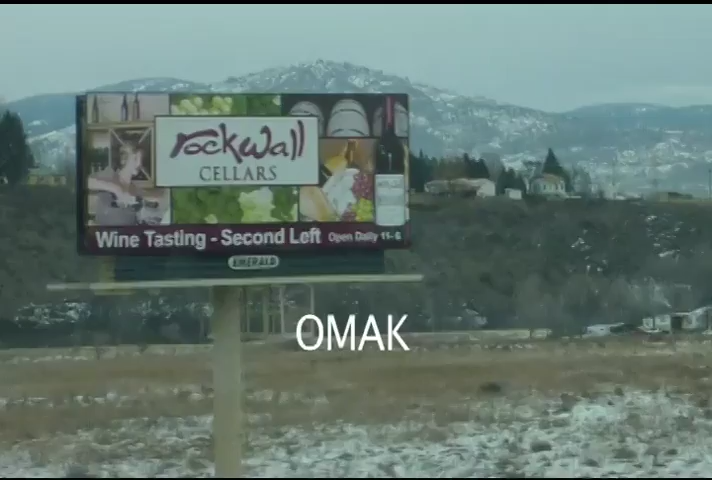 rockwall
CELLARS
Wine Tasting - Second Left Open Daily 11-6
EMERALD
OMAK